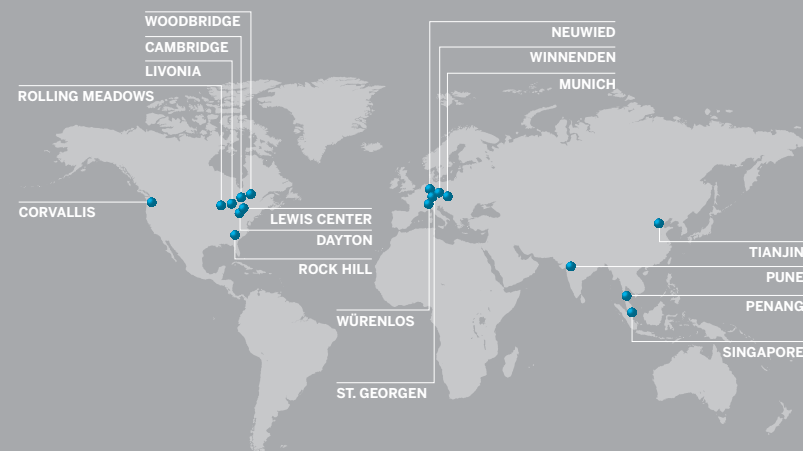 WOODBRIDGE
CAMBRIDGE
LIVONIA
ROLLING MEADOWS
CORVALLIS
LEWIS CENTER
DAYTON
ROCK HILL
NEUWIED
WINNENDEN
MUNICH
WÜRENLOS
ST. GEORGEN
TIANJIN
PUNE
PENANG
SINGAPORE